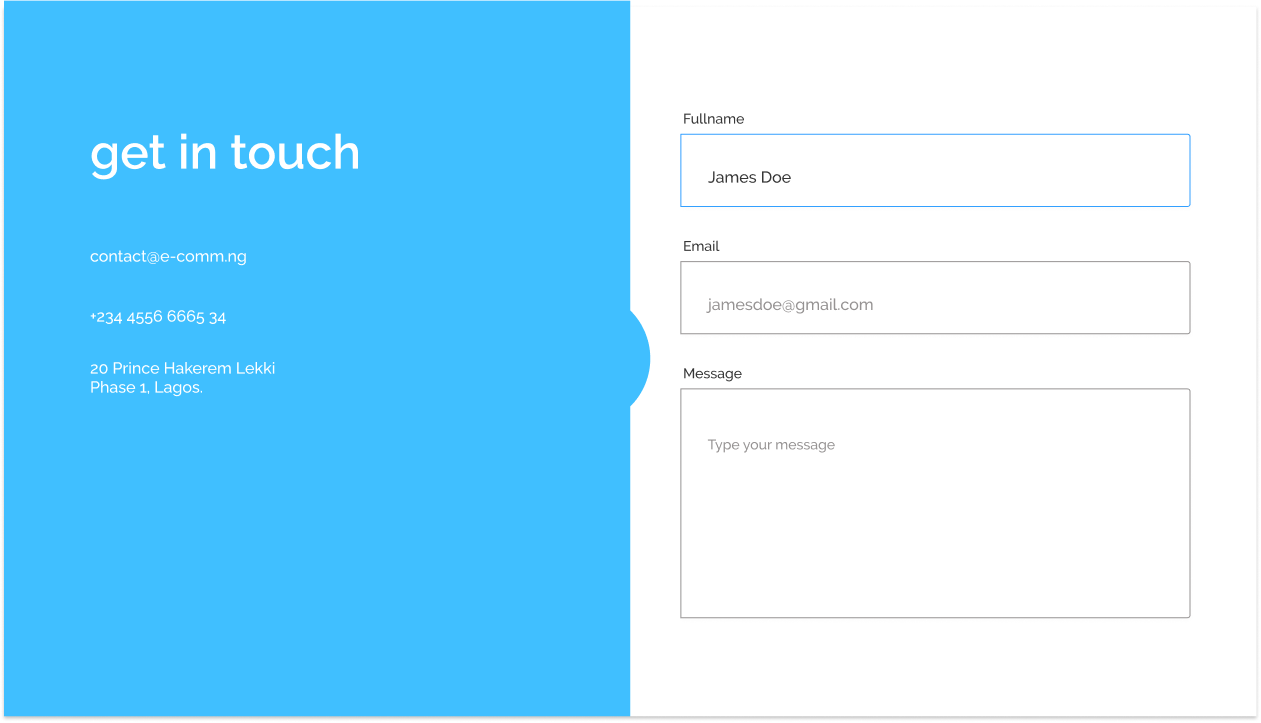 get in touch
contact@e-comm.ng
+234 4556 6665 34
20 Prince Hakerem Lekki
Phase 1, Lagos.
Fullname
James Doe
Email
jamesdoe@gmail.com
Message
Type your message